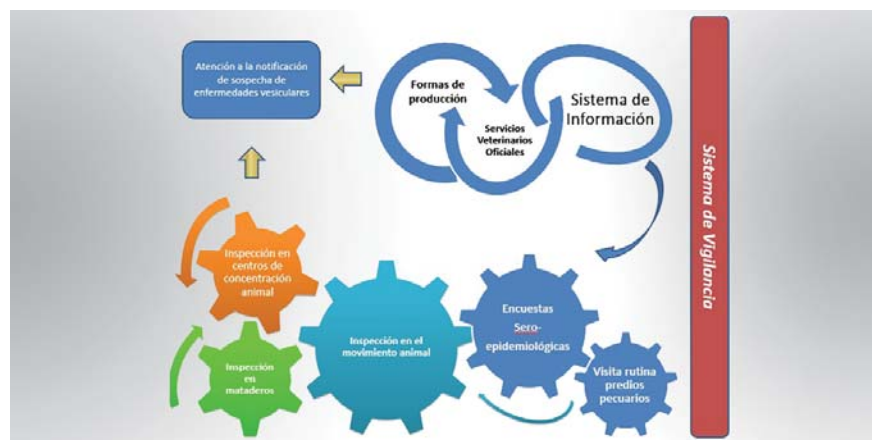 Atención a la notificación
de sospecha de
enfermedades vesiculares
Formas de
producción
Servicios
Veterinarios
Oficiales
Sistema de
Información
Sistema de Vigilancia
Inspección en
centros de
concentración
animal
Inspección
en
mataderos
Inspección en el
movimiento animal
Encuestas
Sero-
epidemiológicas
Visita rutina
predios
pecuarios